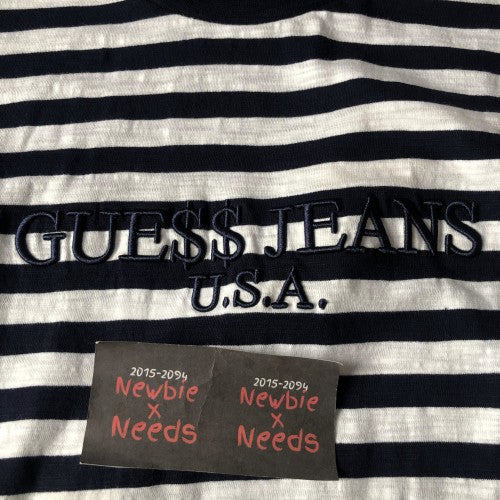 GUE$$ JEANS
U.S.A.
2015-2094
Newbie
x
Needs
2015-2094
Newbie
x
Needs